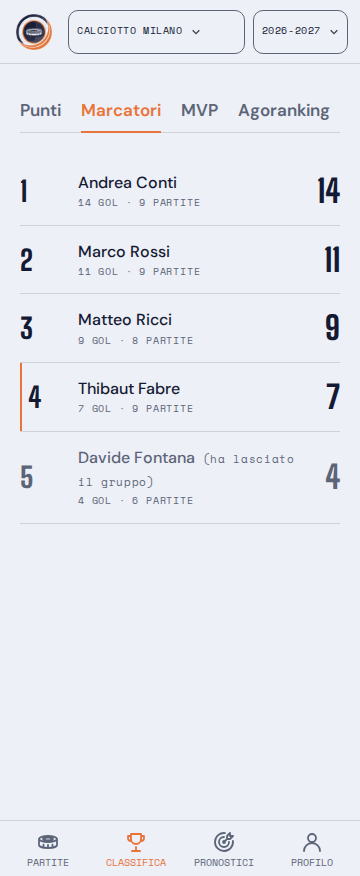 CALCIOTTO MILANO
2026-2027
Punti Marcatori MVP Agoranking
1
Andrea Conti
14 GOL · 9 PARTITE
14
2
Marco Rossi
11 GOL · 9 PARTITE
11
3
Matteo Ricci
9 GOL · 8 PARTITE
9
4
Thibaut Fabre
7 GOL · 9 PARTITE
7
5
Davide Fontana (ha lasciato
il gruppo)
4 GOL · 6 PARTITE
4
PARTITE CLASSIFICA PRONOSTICI PROFILO